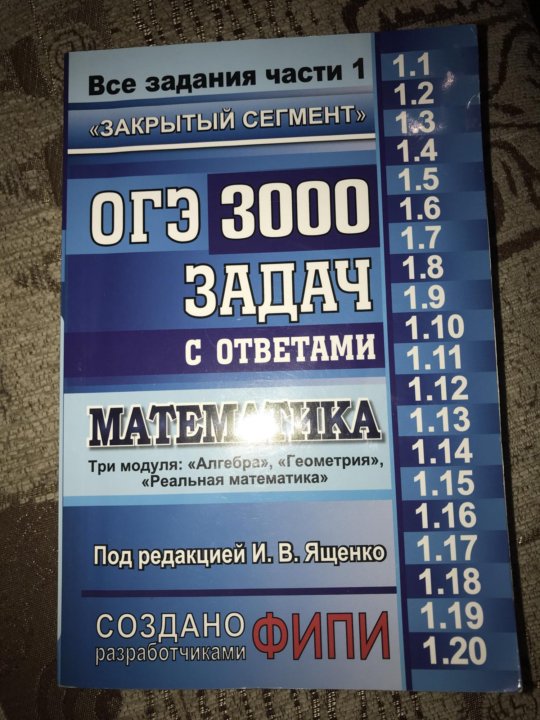 Все задания части 1
«ЗАКРЫТЫЙ СЕГМЕНТ»
ОГЭ 3000
ЗАДАЧ
С ОТВЕТАМИ
МАТЕМАТИКА
Три модуля: «Алгебра», «Геометрия»,
«Реальная математика»
Под редакцией И. В. Ященко
СОЗДАНО
разработчиками
ФИПИ
1.1
1.2
1.3
1.4
1.5
1.6
1.7
1.8
1.9
1.10
1.11
1.12
1.13
1.14
1.15
1.16
1.17
1.18
1.19
1.20